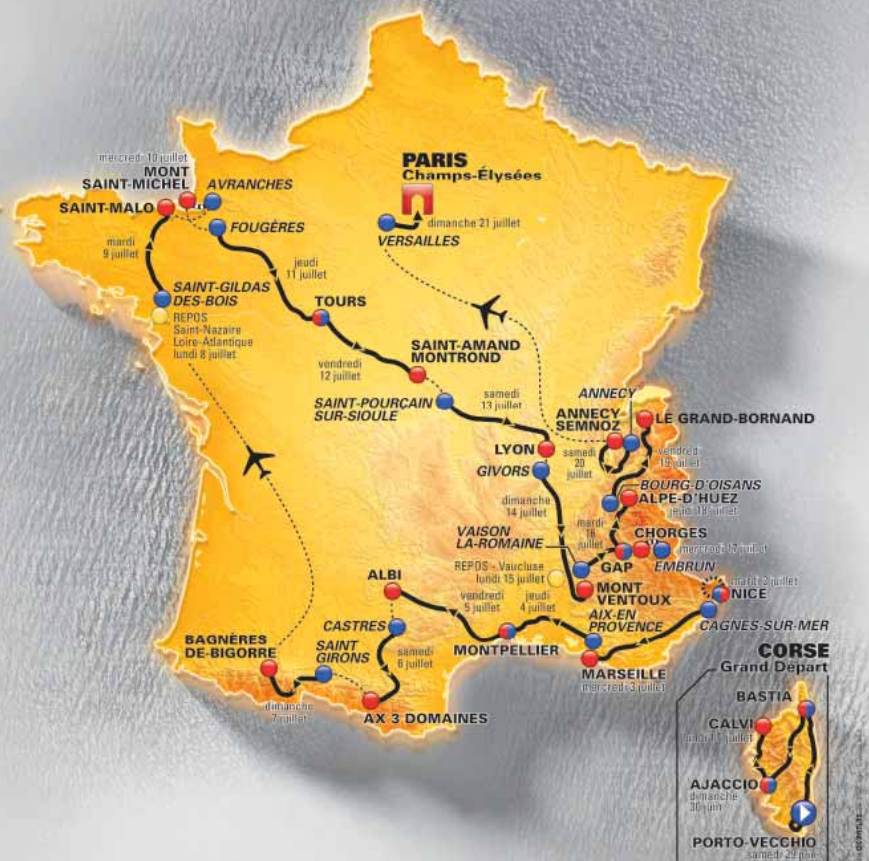 mercredi 10 juillet
MONT
SAINT-MICHEL
AVRANCHES
SAINT-MALO
FOUGÈRES
PARIS
Champs-Élysées
dimanche 21 juillet
VERSAILLES
mardi
9 juillet
jeudi
11 juillet
SAINT-GILDAS
DES-BOIS
REPOS
Saint-Nazaire
Loire-Atlantique
lundi 8 juillet
TOURS
vendredi
12 juillet
SAINT-AMAND
MONTROND
SAINT-POURÇAIN
SUR-SIOULE
samedi
13 juillet
ANNECY
ANNECY
SEMNOZ
LE GRAND-BORNAND
LYON
samedi
20
juillet
vendredi
19 juillet
GIVORS
BOURG-D'OISANS
ALPE-D'HUEZ
jeudi 18 juillet
dimanche
14 juillet
mardi
16
juillet
VAISON
LA-ROMAINE
CHORGES
mercredi 17 juillet
GAP
EMBRUN
REPOS - Vaucluse
lundi 15 juillet
MONT
VENTOUX
mardi 2 juillet
NICE
CAGNES-SUR-MER
ALBI
vendredi
5 juillet
jeudi
4 juillet
AIX-EN
PROVENCE
CASTRES
MONTPELLIER
MARSEILLE
mercredi 3 juillet
BAGNÈRES
DE-BIGORRE
SAINT
GIRONS
samedi
6 juillet
dimanche
7 juillet
AX 3 DOMAINES
CORSE
Grand Départ
BASTIA
CALVI
juillet
AJACCIO
dimanche
30 juin
PORTO-VECCHIO
samedi 29 juin